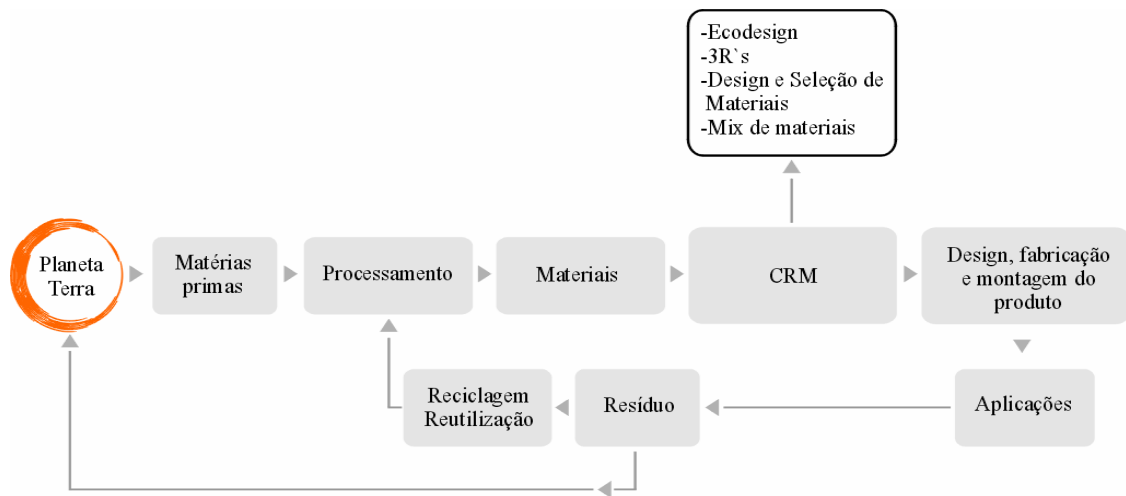 -Ecodesign
-3R`s
-Design e Seleção de
Materiais
-Mix de materiais
Planeta
Terra
Matérias
primas
Processamento
Materiais
CRM
Design, fabricação
e montagem do
produto
Reciclagem
Reutilização
Resíduo
Aplicações